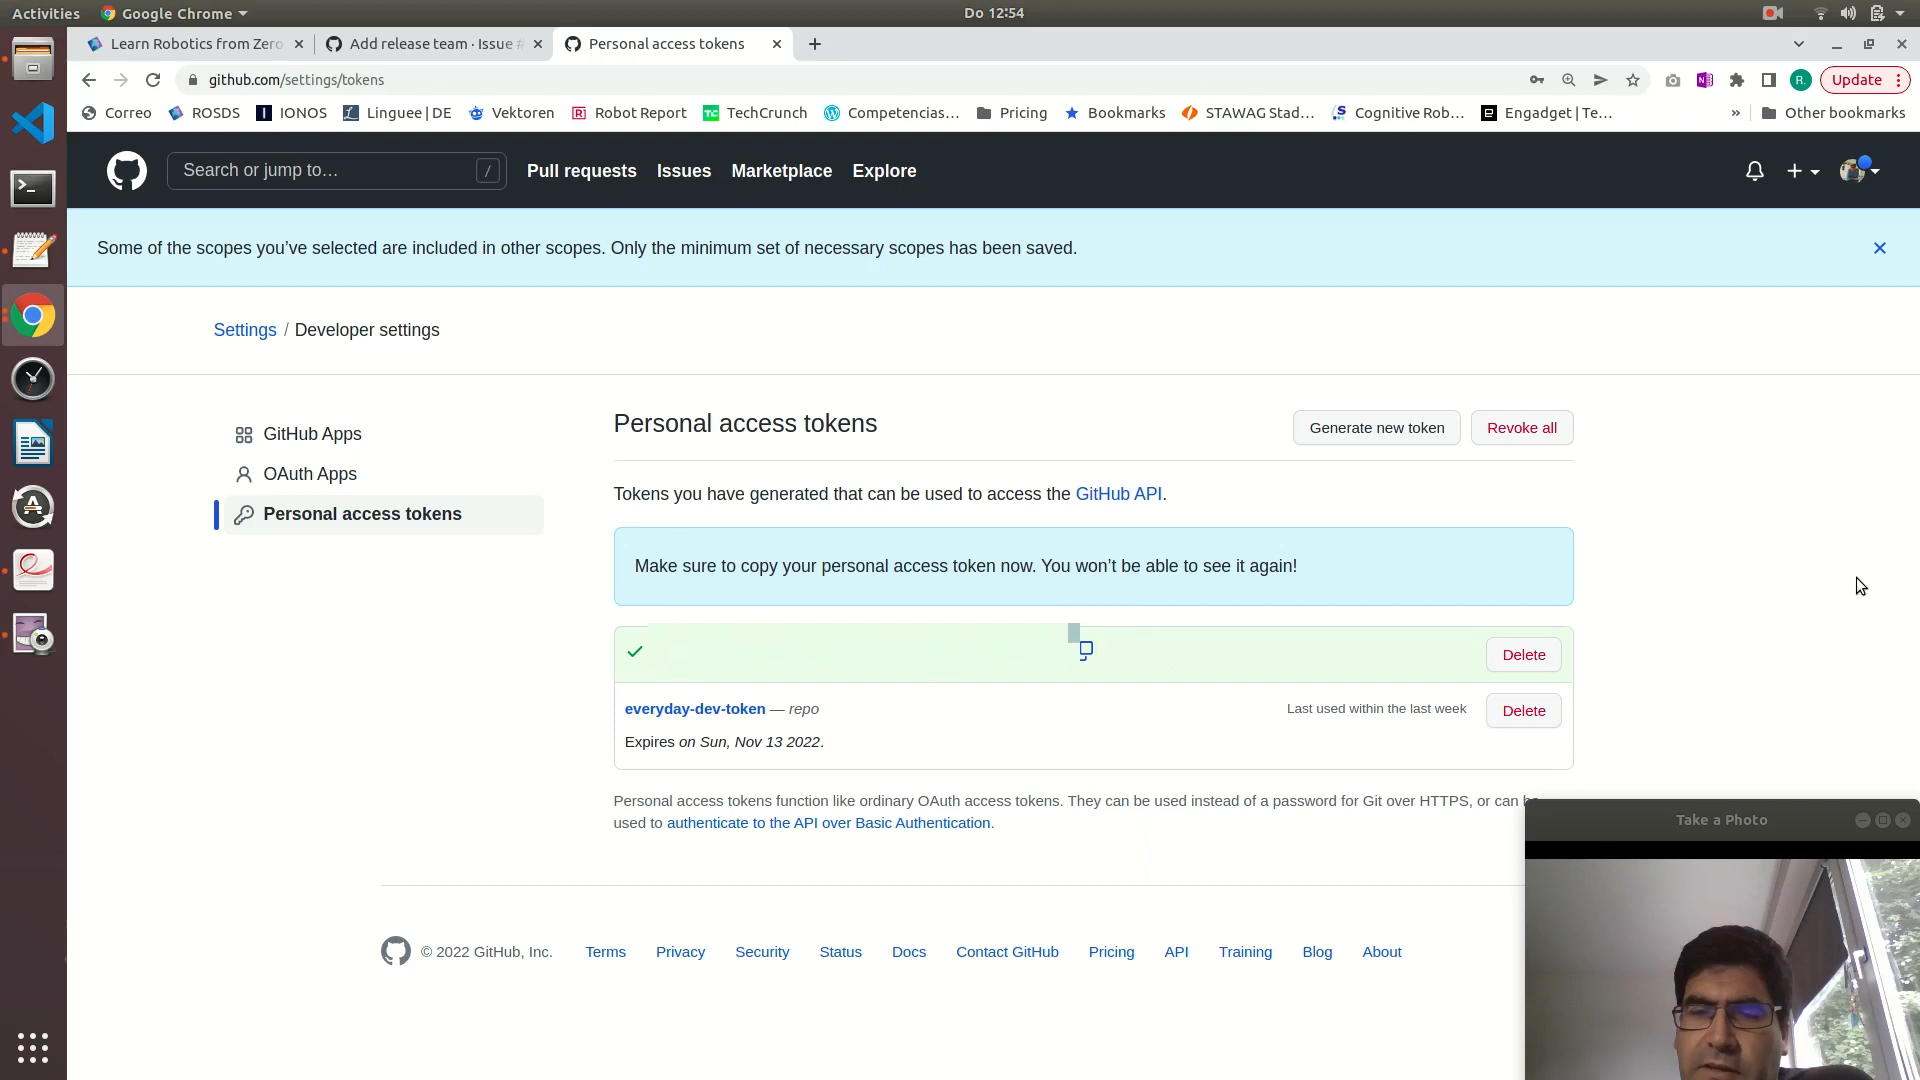 Activities
Google Chrome
Do 12:54
Learn Robotics from Zero
Add release team · Issue #
Personal access tokens
github.com/settings/tokens
R.
Update
Correo
ROSDS
IONOS
Linguee | DE
Vektoren
Robot Report
TechCrunch
Competencias...
Pricing
Bookmarks
STAWAG Stad...
Cognitive Rob...
Engadget | Te...
»
Other bookmarks
Search or jump to...
/
Pull requests
Issues
Marketplace
Explore
Some of the scopes you’ve selected are included in other scopes. Only the minimum set of necessary scopes has been saved.
Settings / Developer settings
GitHub Apps
OAuth Apps
Personal access tokens
Personal access tokens
Generate new token
Revoke all
Tokens you have generated that can be used to access the GitHub API.
Make sure to copy your personal access token now. You won’t be able to see it again!
Delete
everyday-dev-token — repo
Last used within the last week
Delete
Expires on Sun, Nov 13 2022.
Personal access tokens function like ordinary OAuth access tokens. They can be used instead of a password for Git over HTTPS, or can be
used to authenticate to the API over Basic Authentication.
Take a Photo
© 2022 GitHub, Inc.
Terms
Privacy
Security
Status
Docs
Contact GitHub
Pricing
API
Training
Blog
About